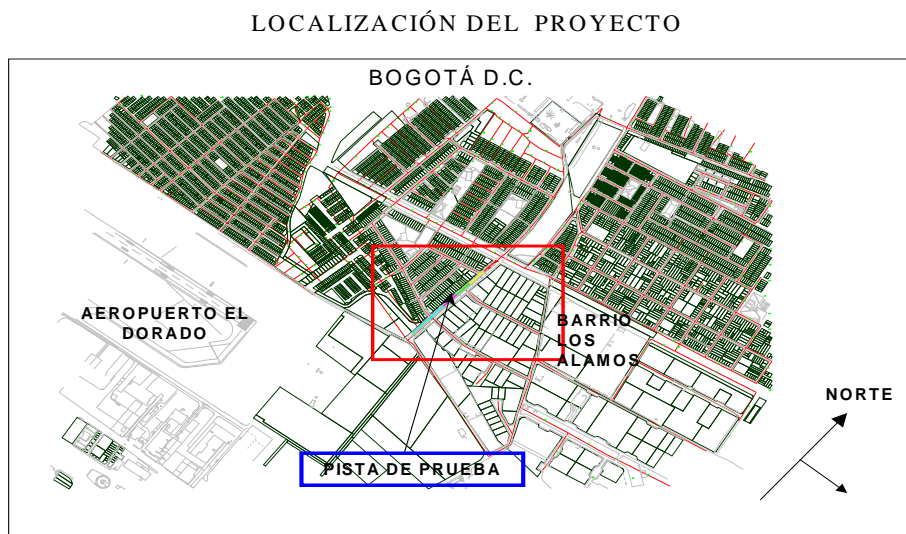 LOCALIZACIÓN DEL PROYECTO
BOGOTÁ D.C.
AEROPUERTO EL
DORADO
BARRIO
LOS
ALAMOS
NORTE
PISTA DE PRUEBA